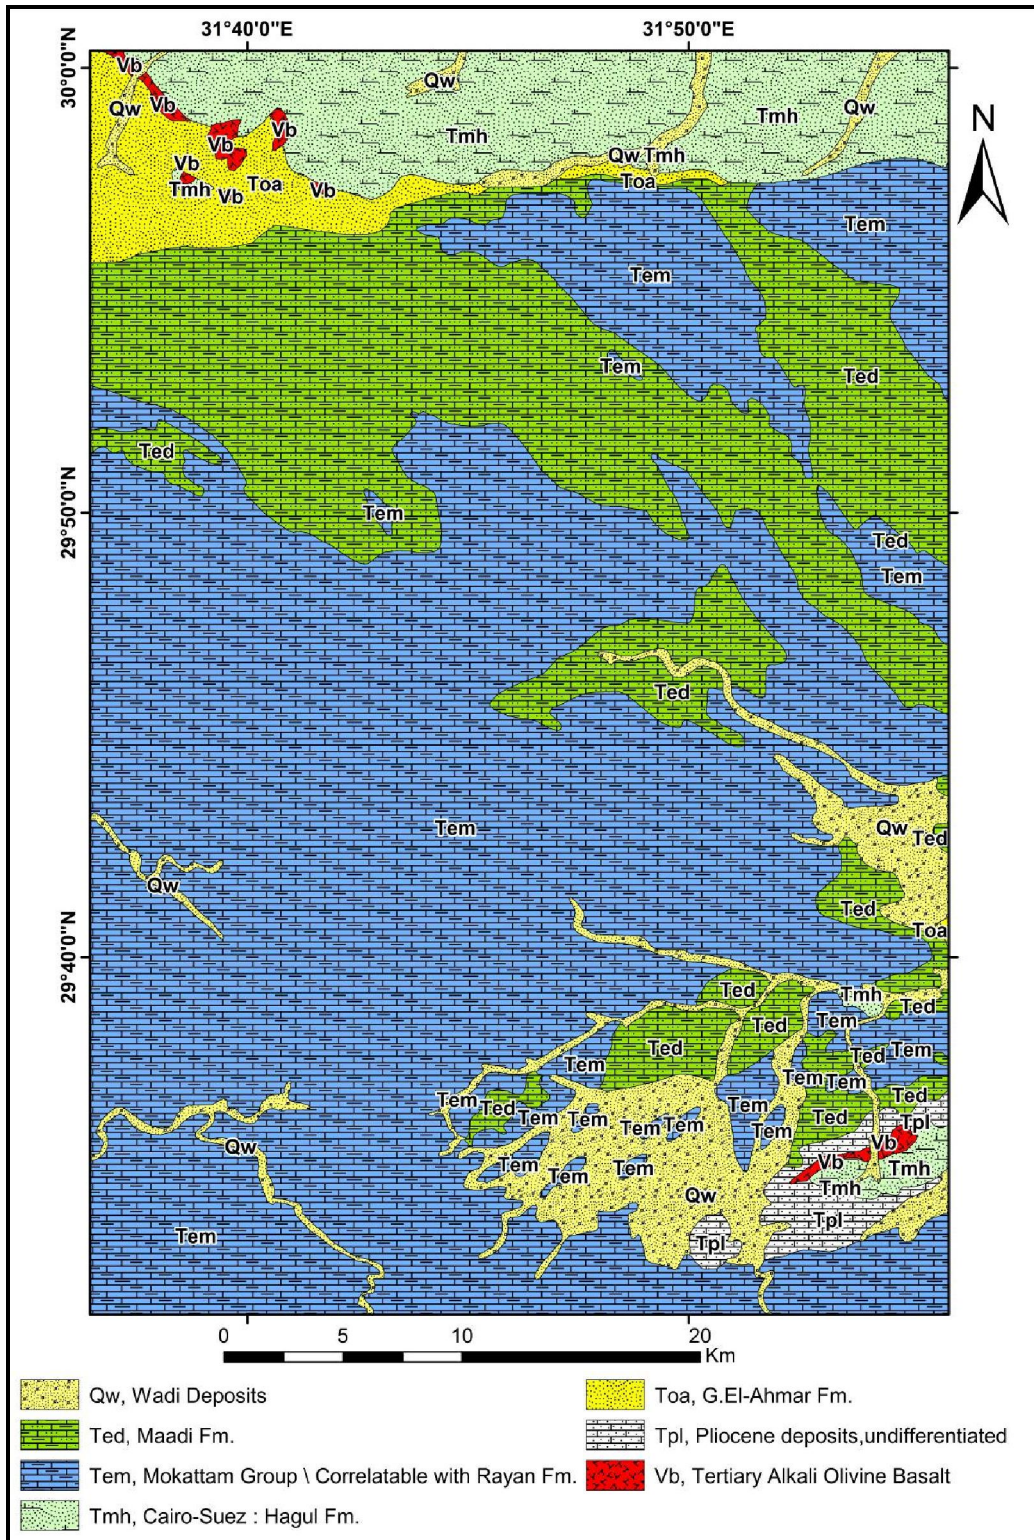 31°40'0"E 31°50'0"E
30°0'0"N
Vb
Qw
Qw
Vb
Qw
Tmh
Tmh
Vb
Vb
Vb
Qw Tmh
Tmh
Vb
Toa
Vb
Toa
N
Tem
Tem
Tem
Ted
Ted
29°50'0"N
Tem
Ted
Tem
Ted
Tem
Qw
Ted
Qw
Ted
Toa
29°40'0"N
Ted
Tmh
Ted
Ted
Tem
Ted
Tem
Ted
Tem
Tem
Tem
Ted
Tem
Ted
Tem
Tem
Tem
Tem
Tem
Ted
Tpl
Tem
Vb
Qw
Tem
Tem
Tem
Vb
Tmh
Tmh
Qw
Tpl
Tem
Tpl
0 5 10 20
Km
Qw, Wadi Deposits
Ted, Maadi Fm.
Tem, Mokattam Group \ Correlatable with Rayan Fm.
Tmh, Cairo-Suez : Hagul Fm.
Toa, G.El-Ahmar Fm.
Tpl, Pliocene deposits,undifferentiated
Vb, Tertiary Alkali Olivine Basalt